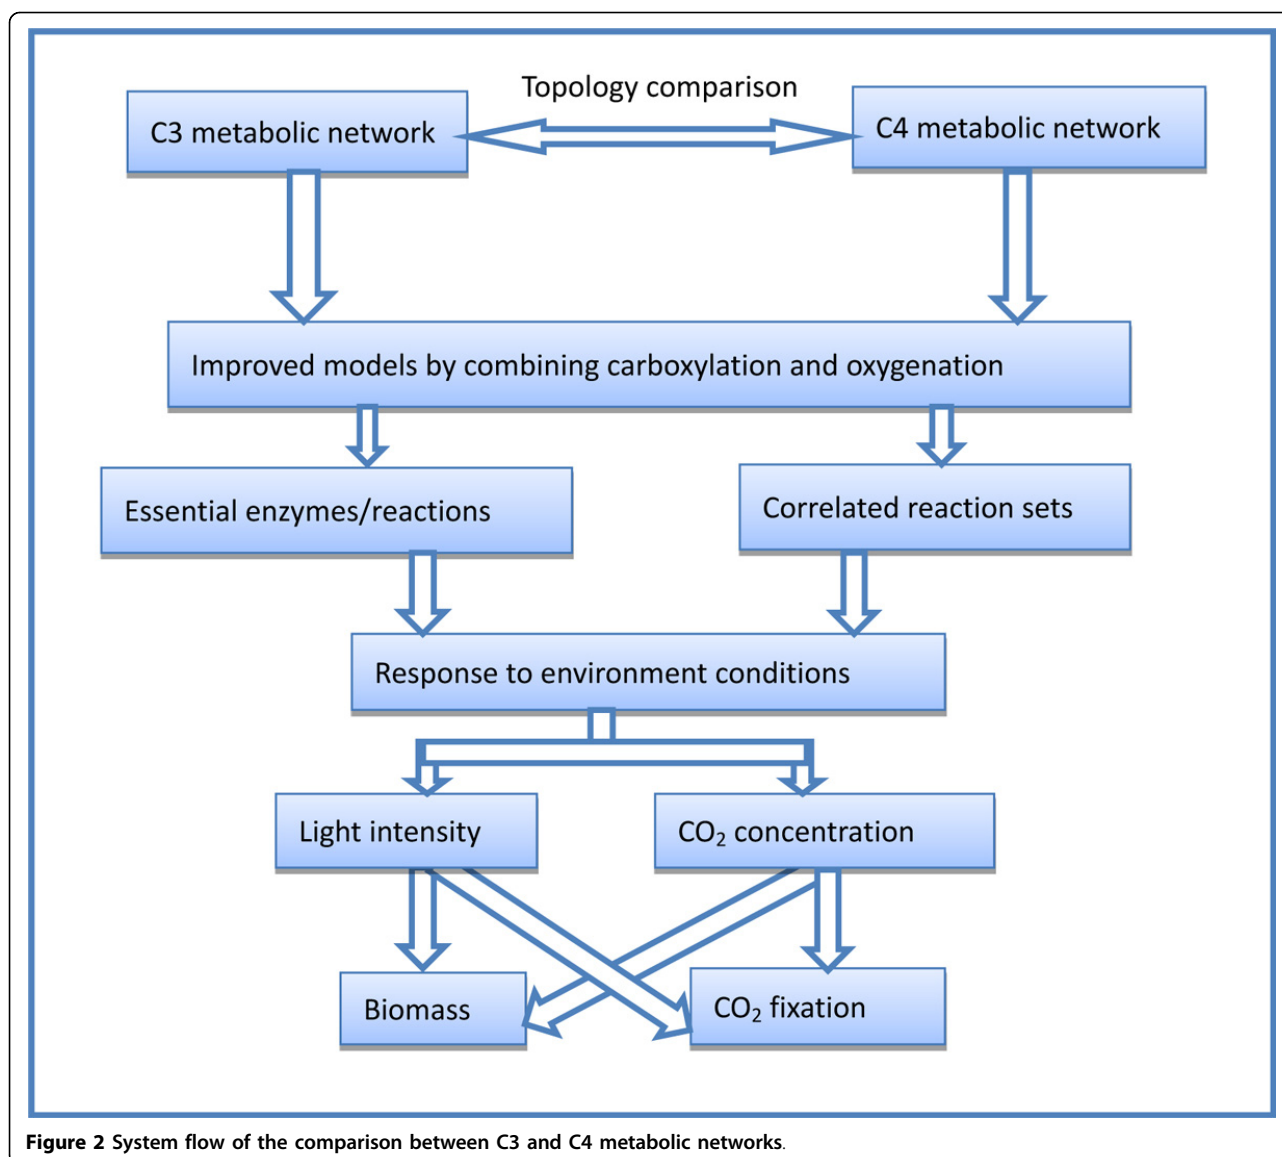 Topology comparison
C3 metabolic network
C4 metabolic network
Improved models by combining carboxylation and oxygenation
Essential enzymes/reactions
Correlated reaction sets
Response to environment conditions
Light intensity
CO₂ concentration
Biomass
CO₂ fixation
Figure 2 System flow of the comparison between C3 and C4 metabolic networks.